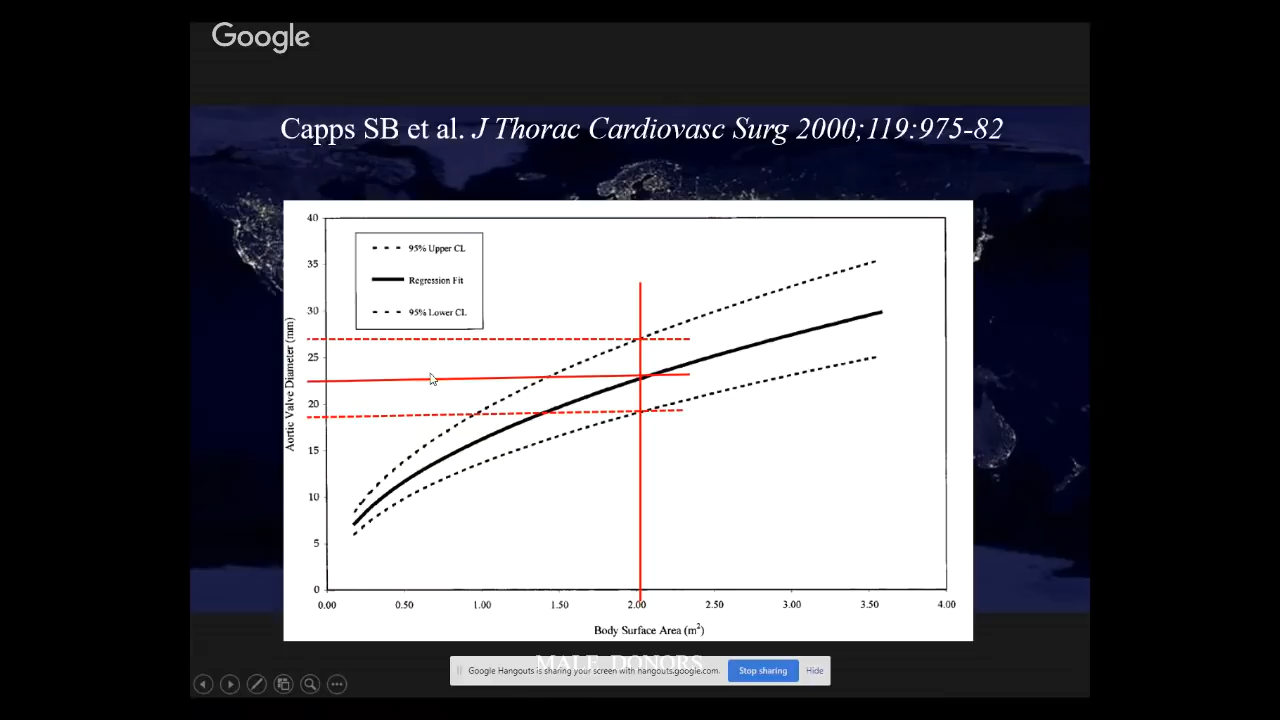 Google
Capps SB et al. J Thorac Cardiovasc Surg 2000;119:975-82
40
35
30
25
20
15
10
5
0
Aortic Valve Diameter (mm)
95% Upper CL
Regression Fit
95% Lower CL
0.00 0.50 1.00 1.50 2.00 2.50 3.00 3.50 4.00
Body Surface Area (m²)
MALE DONORS
Google Hangouts is sharing your screen with hangouts.google.com. Stop sharing Hide